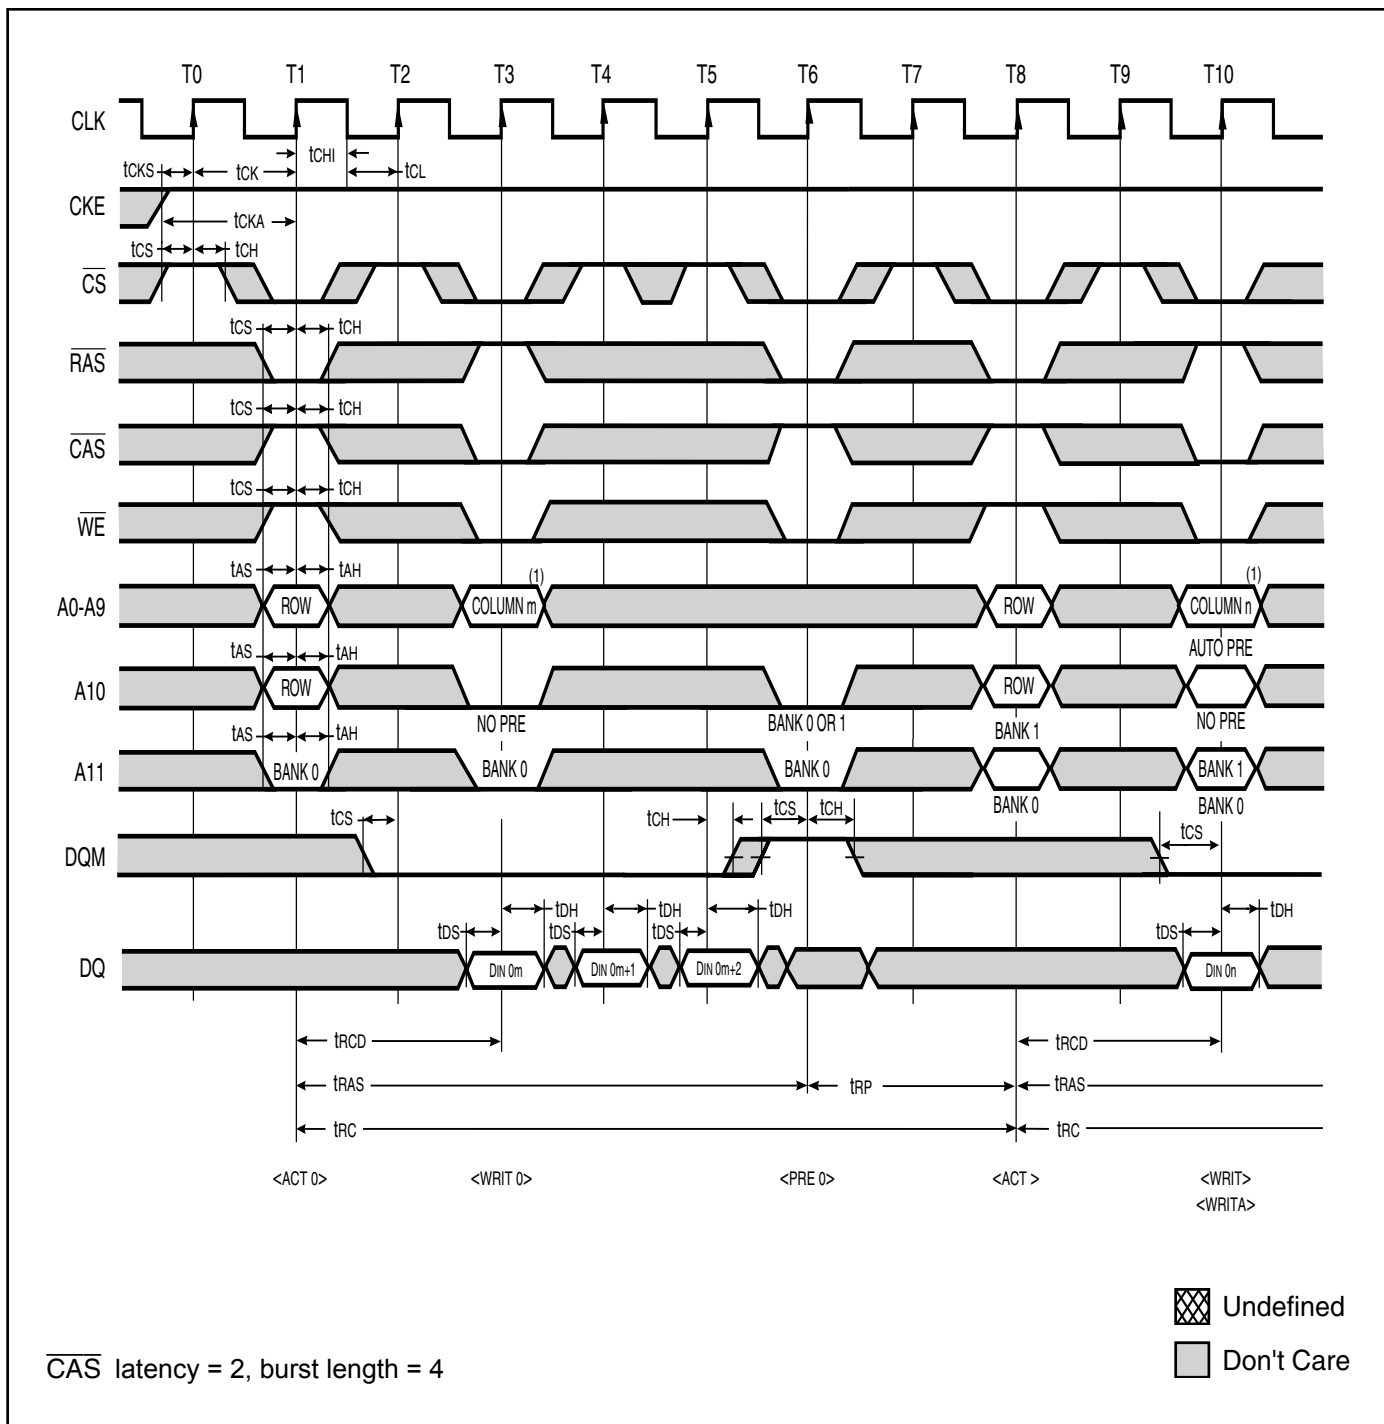 T0 T1 T2 T3 T4 T5 T6 T7 T8 T9 T10
CLK
tCHI
tCKS tCK tCL
CKE
tCKA
tCS tCH
CS
tCS tCH
RAS
tCS tCH
CAS
tCS tCH
WE
tAS tAH (1) (1)
A0-A9 ROW COLUMN m ROW COLUMN n
tAS tAH AUTO PRE
A10 ROW ROW
NO PRE BANK 0 OR 1 BANK 1 NO PRE
tAS tAH
A11 BANK 0 BANK 0 BANK 0 BANK 1
BANK 0 BANK 0
tCS tCH tCS tCH tCS
DQM
tDH tDH tDH tDH
tDS tDS tDS tDS
DQ DIN 0m DIN 0m+1 DIN 0m+2 DIN 0n
tRCD tRCD
tRAS tRP tRAS
tRC tRC
<ACT 0> <WRIT 0> <PRE 0> <ACT > <WRIT>
<WRITA>
Undefined
Don't Care
CAS latency = 2, burst length = 4